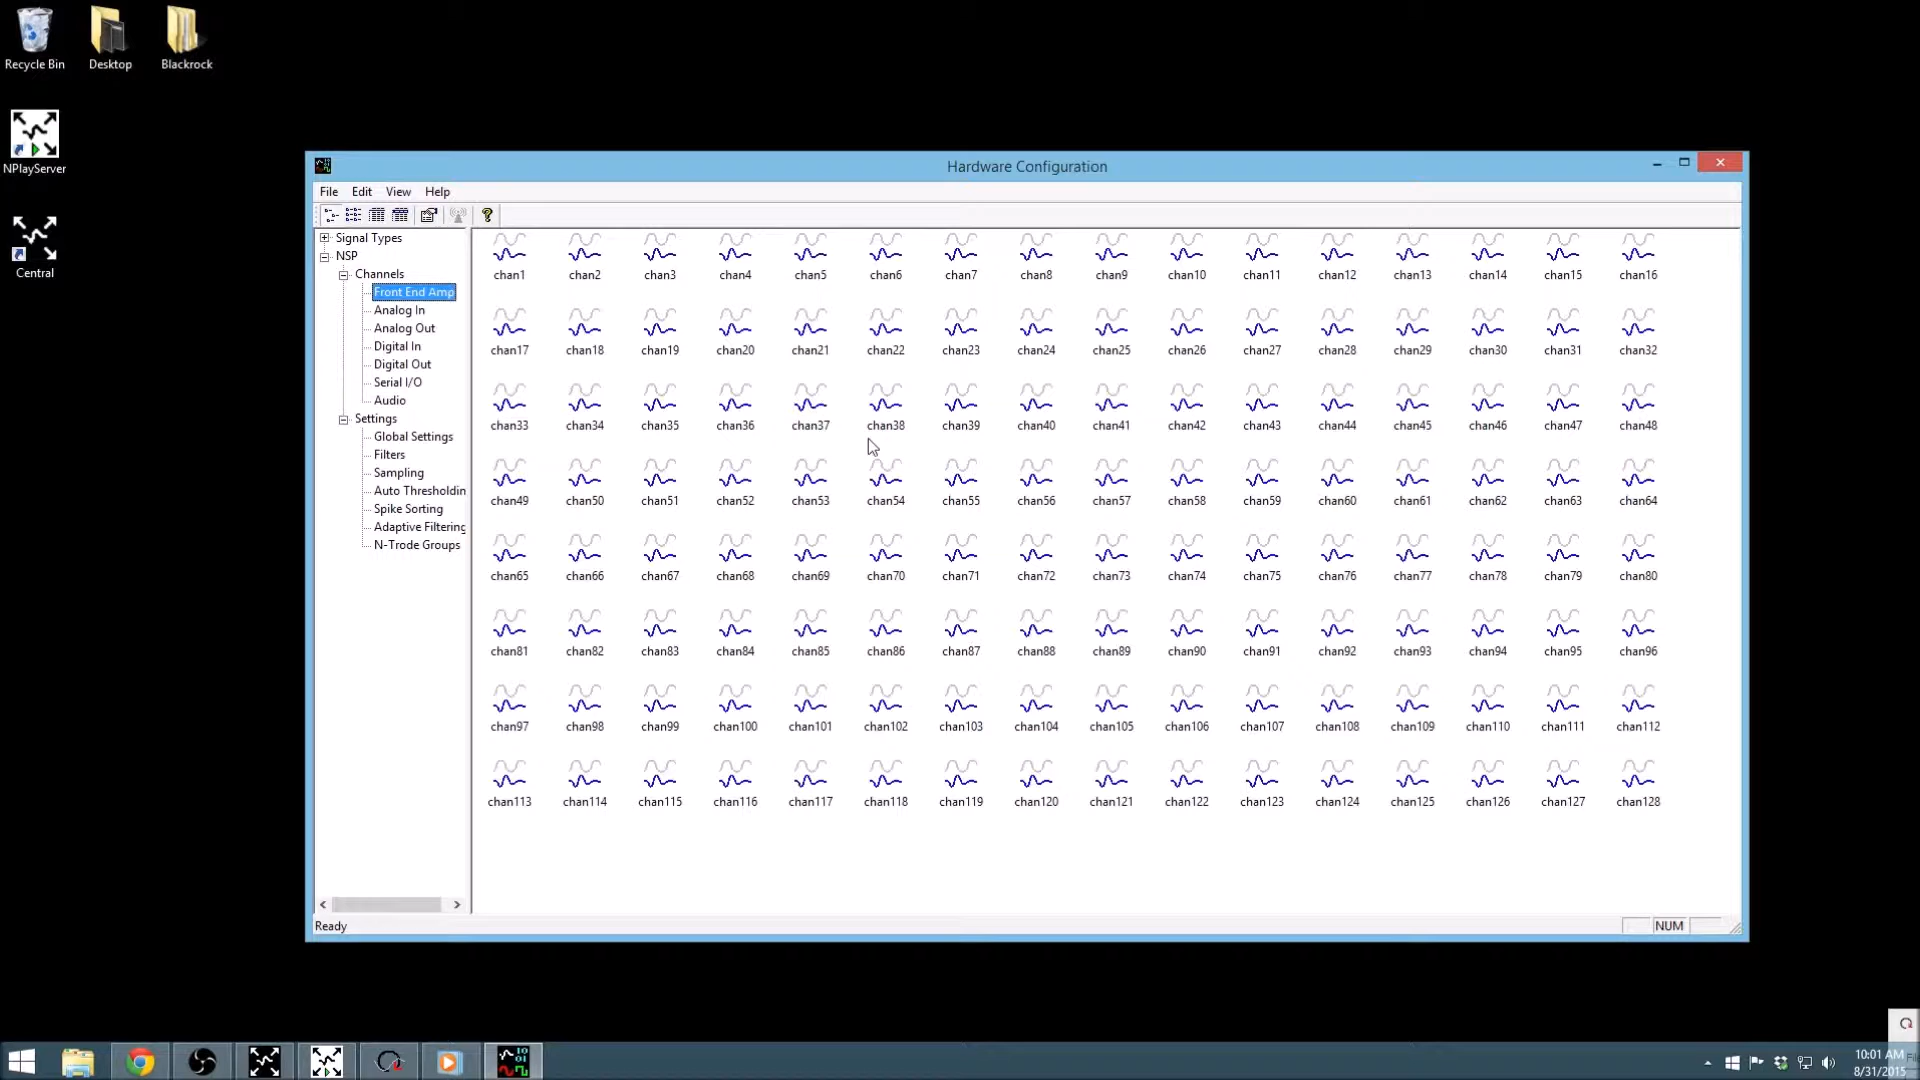 Recycle Bin
Desktop
Blackrock
NPlayServer
Central
Hardware Configuration
File Edit View Help
Signal Types
NSP
Channels
Front End Amp
Analog In
Analog Out
Digital In
Digital Out
Serial I/O
Audio
Settings
Global Settings
Filters
Sampling
Auto Thresholdin
Spike Sorting
Adaptive Filtering
N-Trode Groups
chan1 chan2 chan3 chan4 chan5 chan6 chan7 chan8 chan9 chan10 chan11 chan12 chan13 chan14 chan15 chan16
chan17 chan18 chan19 chan20 chan21 chan22 chan23 chan24 chan25 chan26 chan27 chan28 chan29 chan30 chan31 chan32
chan33 chan34 chan35 chan36 chan37 chan38 chan39 chan40 chan41 chan42 chan43 chan44 chan45 chan46 chan47 chan48
chan49 chan50 chan51 chan52 chan53 chan54 chan55 chan56 chan57 chan58 chan59 chan60 chan61 chan62 chan63 chan64
chan65 chan66 chan67 chan68 chan69 chan70 chan71 chan72 chan73 chan74 chan75 chan76 chan77 chan78 chan79 chan80
chan81 chan82 chan83 chan84 chan85 chan86 chan87 chan88 chan89 chan90 chan91 chan92 chan93 chan94 chan95 chan96
chan97 chan98 chan99 chan100 chan101 chan102 chan103 chan104 chan105 chan106 chan107 chan108 chan109 chan110 chan111 chan112
chan113 chan114 chan115 chan116 chan117 chan118 chan119 chan120 chan121 chan122 chan123 chan124 chan125 chan126 chan127 chan128
Ready
NUM
10:01 AM
8/31/2015